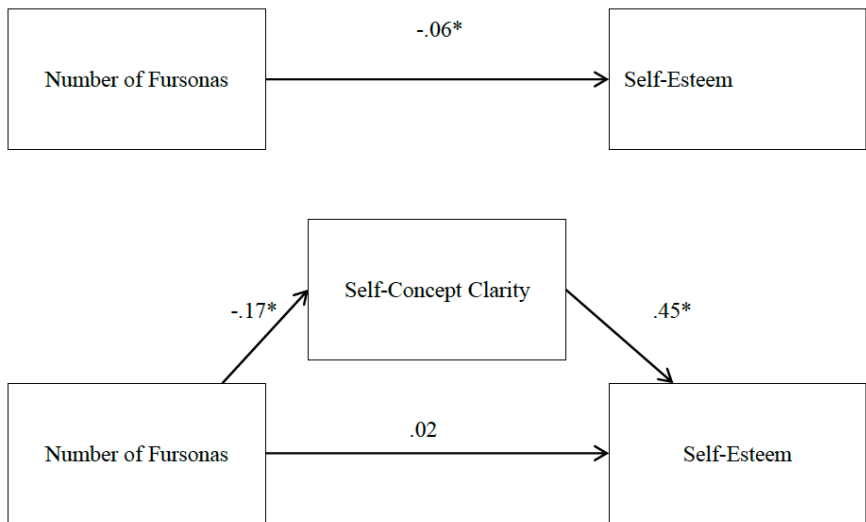 -.06*
Number of Fursonas
Self-Esteem
Self-Concept Clarity
-.17*
.45*
.02
Number of Fursonas
Self-Esteem